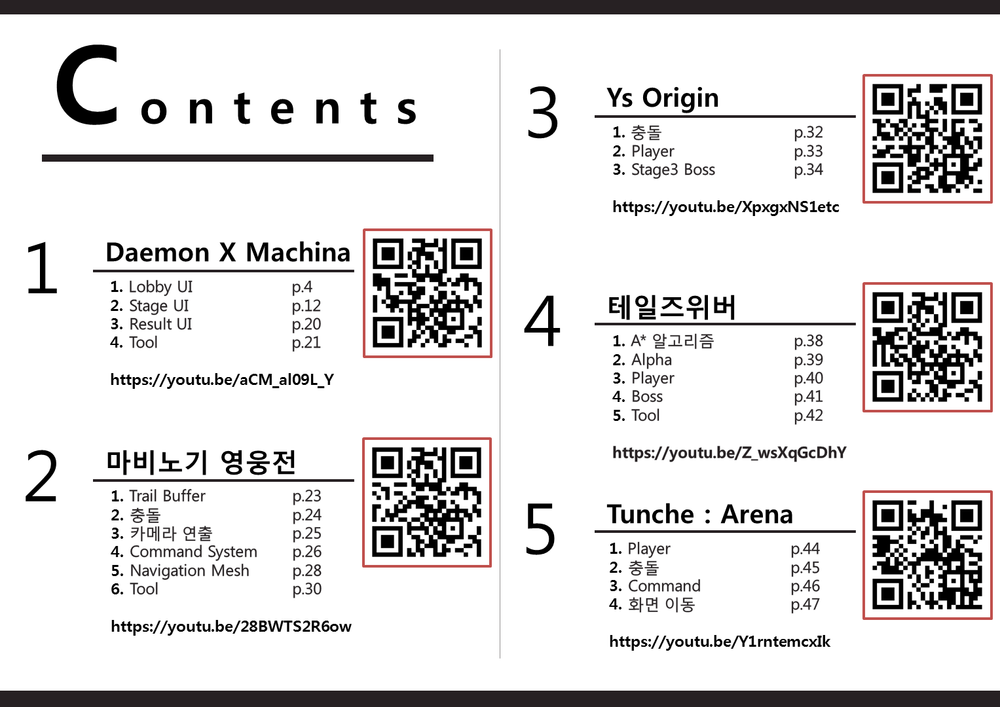 Contents
1
Daemon X Machina
1. Lobby UI p.4
2. Stage UI p.12
3. Result UI p.20
4. Tool p.21
https://youtu.be/aCM_al09L_Y
2
마비노기 영웅전
1. Trail Buffer p.23
2. 충돌 p.24
3. 카메라 연출 p.25
4. Command System p.26
5. Navigation Mesh p.28
6. Tool p.30
https://youtu.be/28BWTS2R6ow
3
Ys Origin
1. 충돌 p.32
2. Player p.33
3. Stage3 Boss p.34
https://youtu.be/XpxgxNS1etc
4
테일즈위버
1. A* 알고리즘 p.38
2. Alpha p.39
3. Player p.40
4. Boss p.41
5. Tool p.42
https://youtu.be/Z_wsXqGcDhY
5
Tunche : Arena
1. Player p.44
2. 충돌 p.45
3. Command p.46
4. 화면 이동 p.47
https://youtu.be/Y1rntemcxIk